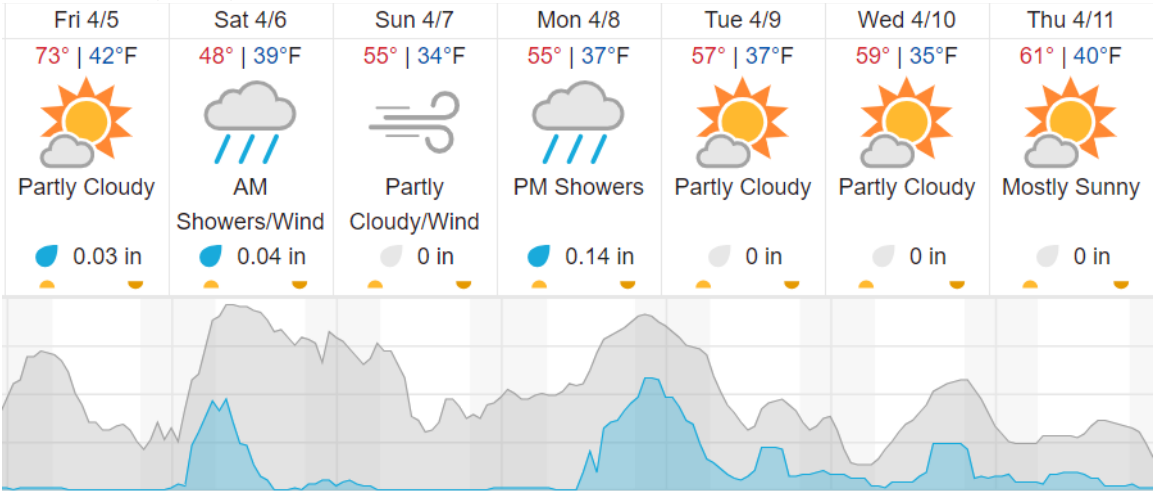 Fri 4/5
Sat 4/6
Sun 4/7
Mon 4/8
Tue 4/9
Wed 4/10
Thu 4/11
73° | 42°F
48° | 39°F
55° | 34°F
55° | 37°F
57° | 37°F
59° | 35°F
61° | 40°F
Partly Cloudy
AM
Showers/Wind
Partly
Cloudy/Wind
PM Showers
Partly Cloudy
Partly Cloudy
Mostly Sunny
0.03 in
0.04 in
0 in
0.14 in
0 in
0 in
0 in